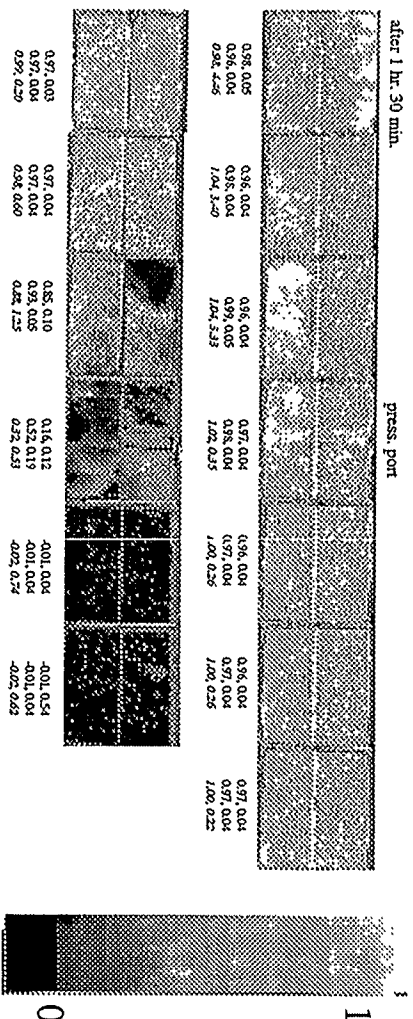 after 1 hr. 30 min. press. port
0.98, 0.05 0.96, 0.04 0.96, 0.04 0.97, 0.04 0.96, 0.04 0.96, 0.04 0.97, 0.04
0.96, 0.04 0.98, 0.04 0.99, 0.05 0.98, 0.04 0.97, 0.04 0.97, 0.04 0.97, 0.04
1.04, 5.33 1.02, 0.35 1.00, 0.26 1.00, 0.26 1.00, 0.22
0.97, 0.03 0.97, 0.04 0.85, 0.10 0.16, 0.12 -0.01, 0.04 -0.01, 0.54
0.97, 0.04 0.97, 0.04 0.93, 0.05 0.52, 0.19 -0.01, 0.04 -0.01, 0.04
0.99, 0.20 0.98, 0.60 0.88, 1.25 0.32, 0.53 -0.02, 0.74 -0.02, 0.62
0 1